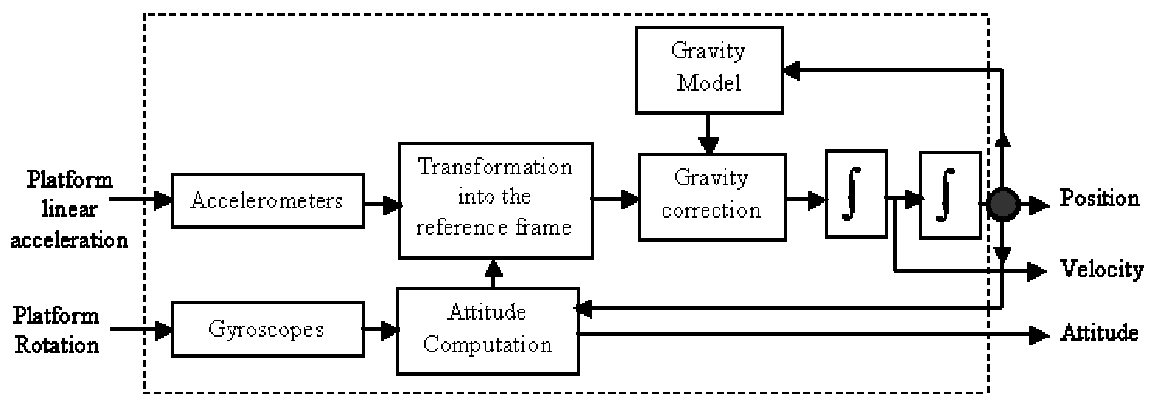 Gravity
Model
Platform
linear
acceleration
Accelerometers
Transformation
into the
reference frame
Gravity
correction
∫
∫
Position
Velocity
Platform
Rotation
Gyroscopes
Attitude
Computation
Attitude